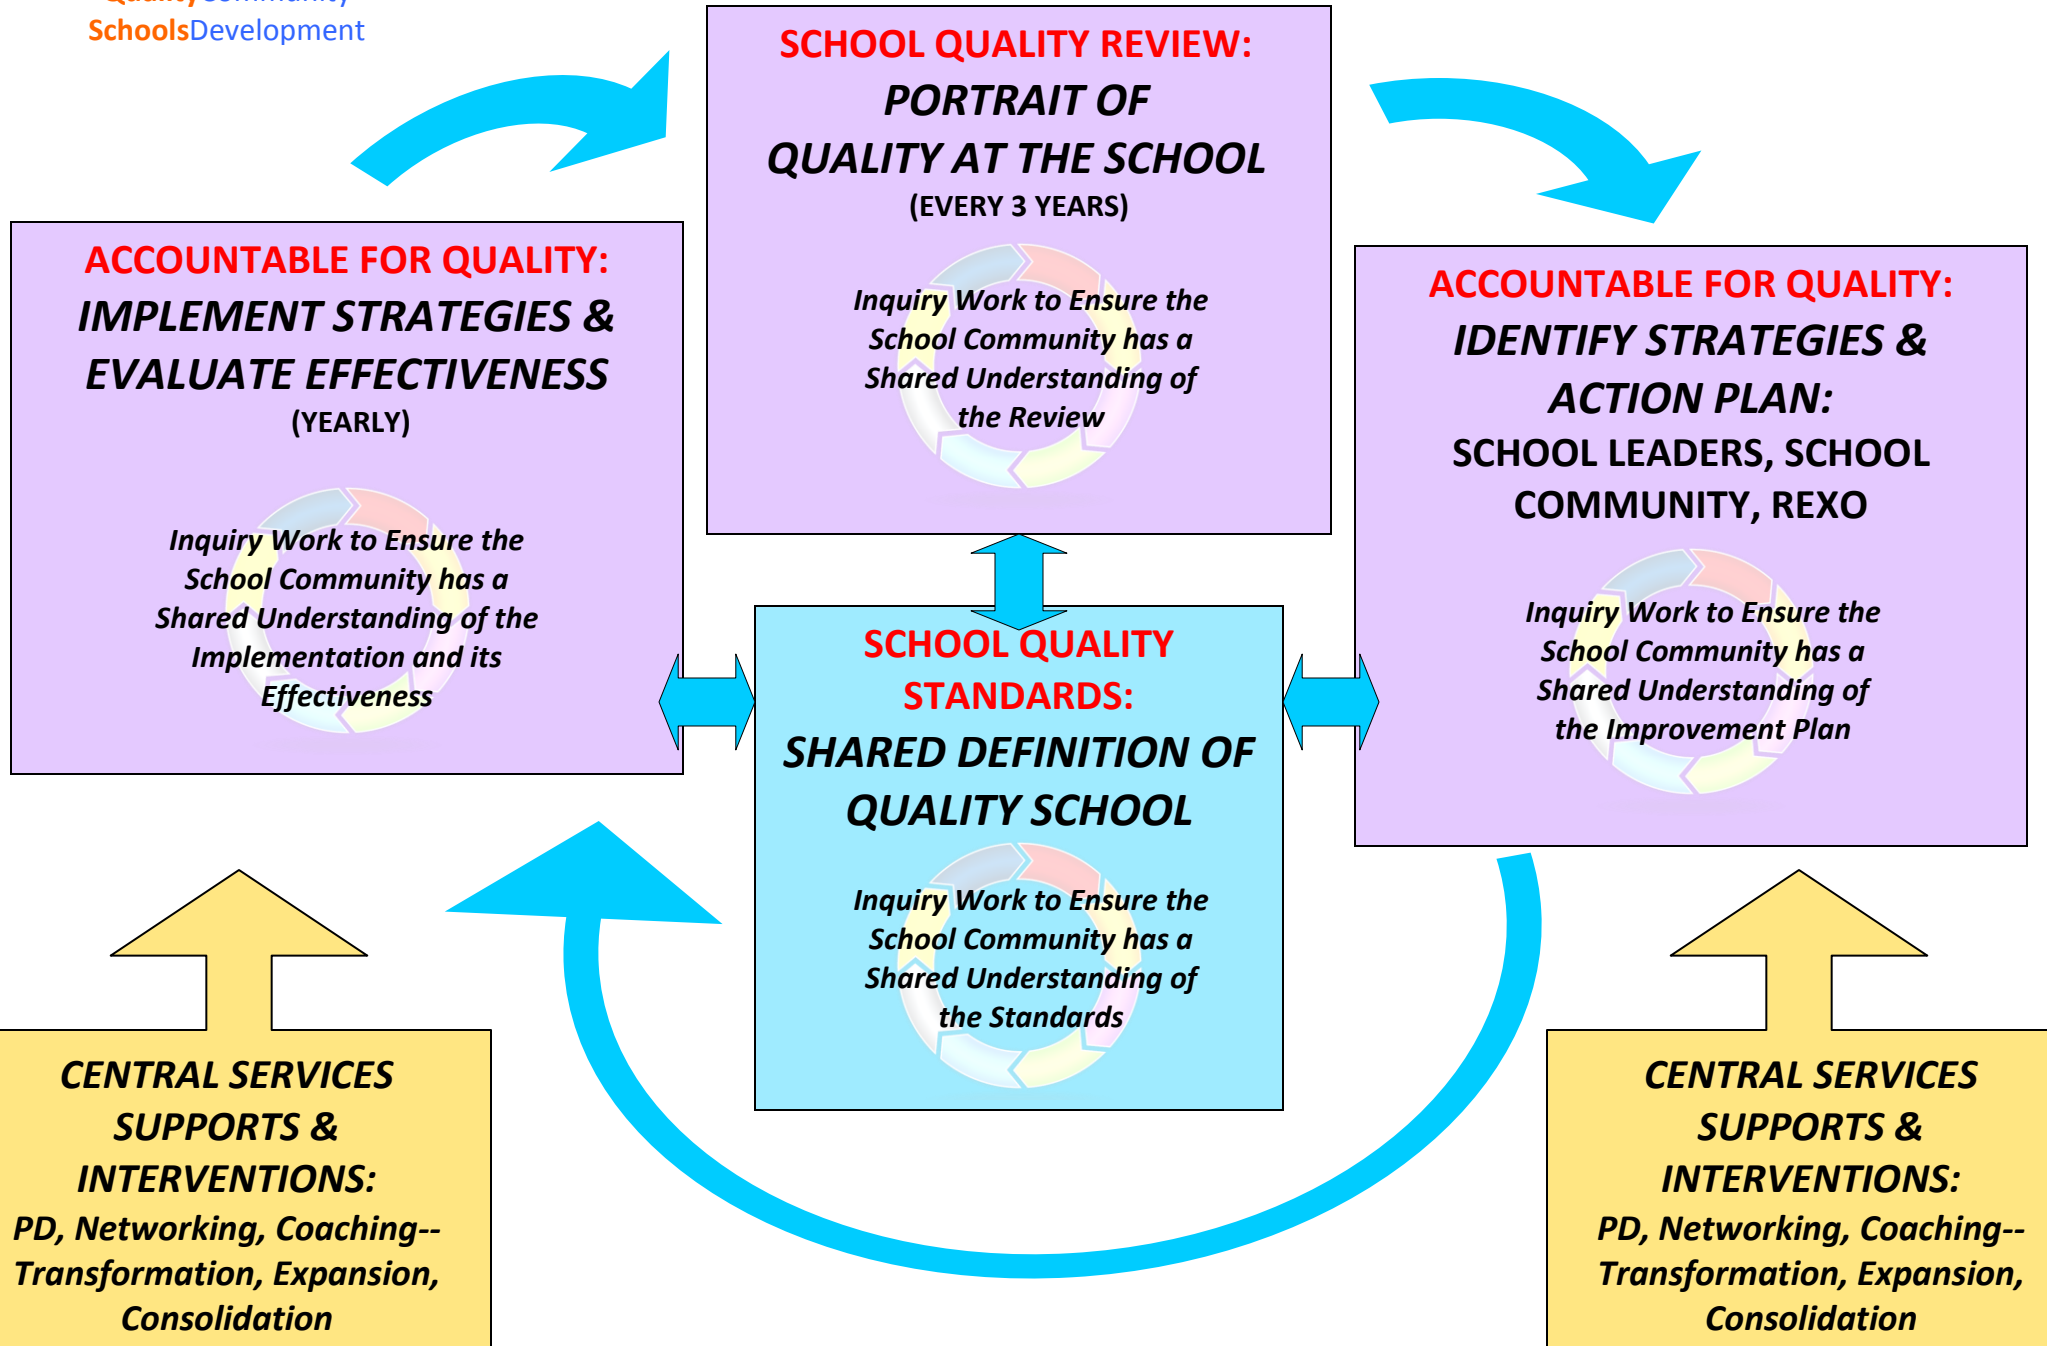 QualityCommunity
SchoolsDevelopment
SCHOOL QUALITY REVIEW:
PORTRAIT OF
QUALITY AT THE SCHOOL
(EVERY 3 YEARS)
Inquiry Work to Ensure the
School Community has a
Shared Understanding of
the Review
ACCOUNTABLE FOR QUALITY:
IMPLEMENT STRATEGIES &
EVALUATE EFFECTIVENESS
(YEARLY)
Inquiry Work to Ensure the
School Community has a
Shared Understanding of the
Implementation and its
Effectiveness
ACCOUNTABLE FOR QUALITY:
IDENTIFY STRATEGIES &
ACTION PLAN:
SCHOOL LEADERS, SCHOOL
COMMUNITY, REXO
Inquiry Work to Ensure the
School Community has a
Shared Understanding of
the Improvement Plan
SCHOOL QUALITY
STANDARDS:
SHARED DEFINITION OF
QUALITY SCHOOL
Inquiry Work to Ensure the
School Community has a
Shared Understanding of
the Standards
CENTRAL SERVICES
SUPPORTS &
INTERVENTIONS:
PD, Networking, Coaching--
Transformation, Expansion,
Consolidation
CENTRAL SERVICES
SUPPORTS &
INTERVENTIONS:
PD, Networking, Coaching--
Transformation, Expansion,
Consolidation